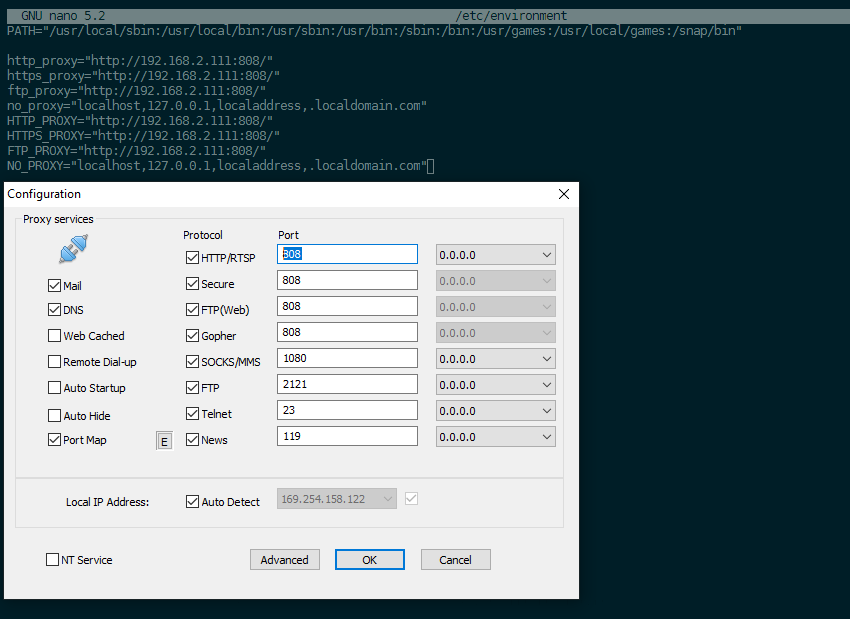 GNU nano 5.2 /etc/environment
PATH="/usr/local/sbin:/usr/local/bin:/usr/sbin:/usr/bin:/sbin:/bin:/usr/games:/usr/local/games:/snap/bin"
http_proxy="http://192.168.2.111:808/"
https_proxy="http://192.168.2.111:808/"
ftp_proxy="http://192.168.2.111:808/"
no_proxy="localhost,127.0.0.1,localaddress,.localdomain.com"
HTTP_PROXY="http://192.168.2.111:808/"
HTTPS_PROXY="http://192.168.2.111:808/"
FTP_PROXY="http://192.168.2.111:808/"
NO_PROXY="localhost,127.0.0.1,localaddress,.localdomain.com"
Configuration
Proxy services
Protocol Port
HTTP/RTSP 808 0.0.0.0
Mail Secure 808 0.0.0.0
DNS FTP(Web) 808 0.0.0.0
Web Cached Gopher 808 0.0.0.0
Remote Dial-up SOCKS/MMS 1080 0.0.0.0
Auto Startup FTP 2121 0.0.0.0
Auto Hide Telnet 23 0.0.0.0
Port Map E News 119 0.0.0.0
Local IP Address: Auto Detect 169.254.158.122
NT Service Advanced OK Cancel